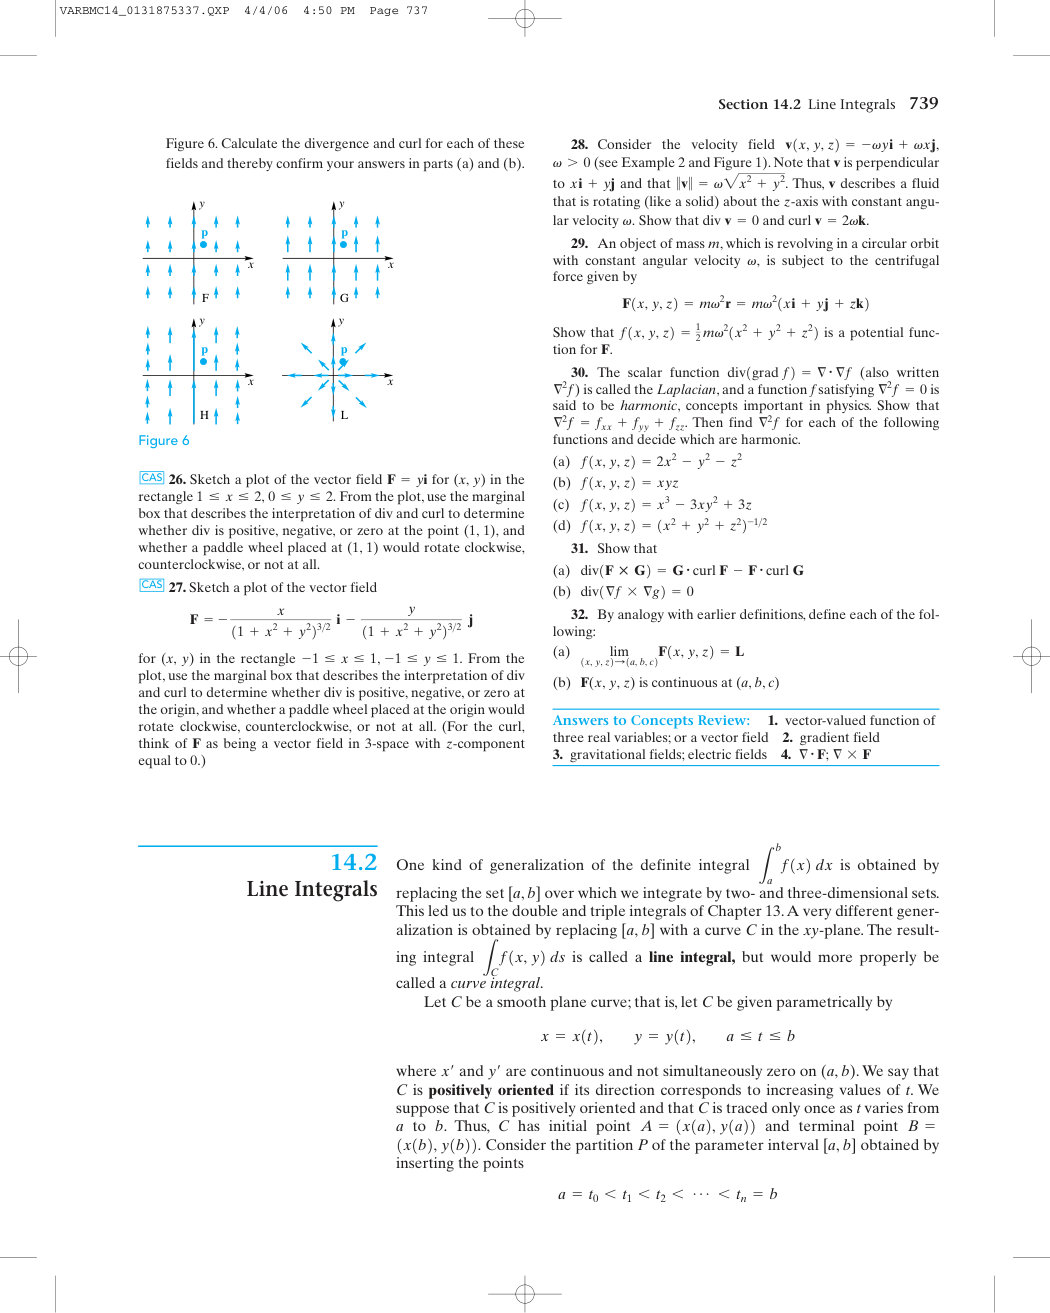 VARBMC14_0131875337.QXP 4/4/06 4:50 PM Page 737
Section 14.2 Line Integrals 739
Figure 6. Calculate the divergence and curl for each of these
fields and thereby confirm your answers in parts (a) and (b).
y
p
x
F
y
p
x
G
y
p
x
H
y
p
x
L
Figure 6
CAS 26. Sketch a plot of the vector field F = yi for (x, y) in the
rectangle 1 ≤ x ≤ 2, 0 ≤ y ≤ 2. From the plot, use the marginal
box that describes the interpretation of div and curl to determine
whether div is positive, negative, or zero at the point (1, 1), and
whether a paddle wheel placed at (1, 1) would rotate clockwise,
counterclockwise, or not at all.
CAS 27. Sketch a plot of the vector field
F = − x/(1 + x² + y²)^3/2 i − y/(1 + x² + y²)^3/2 j
for (x, y) in the rectangle −1 ≤ x ≤ 1, −1 ≤ y ≤ 1. From the
plot, use the marginal box that describes the interpretation of div
and curl to determine whether div is positive, negative, or zero at
the origin, and whether a paddle wheel placed at the origin would
rotate clockwise, counterclockwise, or not at all. (For the curl,
think of F as being a vector field in 3-space with z-component
equal to 0.)
28. Consider the velocity field v(x, y, z) = −ωyi + ωxj,
ω > 0 (see Example 2 and Figure 1). Note that v is perpendicular
to xi + yj and that ‖v‖ = ω√(x² + y²). Thus, v describes a fluid
that is rotating (like a solid) about the z-axis with constant angu-
lar velocity ω. Show that div v = 0 and curl v = 2ωk.
29. An object of mass m, which is revolving in a circular orbit
with constant angular velocity ω, is subject to the centrifugal
force given by
F(x, y, z) = mω²r = mω²(xi + yj + zk)
Show that f(x, y, z) = ½mω²(x² + y² + z²) is a potential func-
tion for F.
30. The scalar function div(grad f) = ∇ · ∇f (also written
∇²f) is called the Laplacian, and a function f satisfying ∇²f = 0 is
said to be harmonic, concepts important in physics. Show that
∇²f = fxx + fyy + fzz. Then find ∇²f for each of the following
functions and decide which are harmonic.
(a) f(x, y, z) = 2x² − y² − z²
(b) f(x, y, z) = xyz
(c) f(x, y, z) = x³ − 3xy² + 3z
(d) f(x, y, z) = (x² + y² + z²)^−1/2
31. Show that
(a) div(F × G) = G · curl F − F · curl G
(b) div(∇f × ∇g) = 0
32. By analogy with earlier definitions, define each of the fol-
lowing:
(a) lim (x, y, z)→(a, b, c) F(x, y, z) = L
(b) F(x, y, z) is continuous at (a, b, c)
Answers to Concepts Review: 1. vector-valued function of
three real variables; or a vector field 2. gradient field
3. gravitational fields; electric fields 4. ∇ · F; ∇ × F
14.2
Line Integrals
One kind of generalization of the definite integral ∫_a^b f(x) dx is obtained by
replacing the set [a, b] over which we integrate by two- and three-dimensional sets.
This led us to the double and triple integrals of Chapter 13. A very different gener-
alization is obtained by replacing [a, b] with a curve C in the xy-plane. The result-
ing integral ∫_C f(x, y) ds is called a line integral, but would more properly be
called a curve integral.
Let C be a smooth plane curve; that is, let C be given parametrically by
x = x(t), y = y(t), a ≤ t ≤ b
where x′ and y′ are continuous and not simultaneously zero on (a, b). We say that
C is positively oriented if its direction corresponds to increasing values of t. We
suppose that C is positively oriented and that C is traced only once as t varies from
a to b. Thus, C has initial point A = (x(a), y(a)) and terminal point B =
(x(b), y(b)). Consider the partition P of the parameter interval [a, b] obtained by
inserting the points
a = t₀ < t₁ < t₂ < ⋯ < tₙ = b